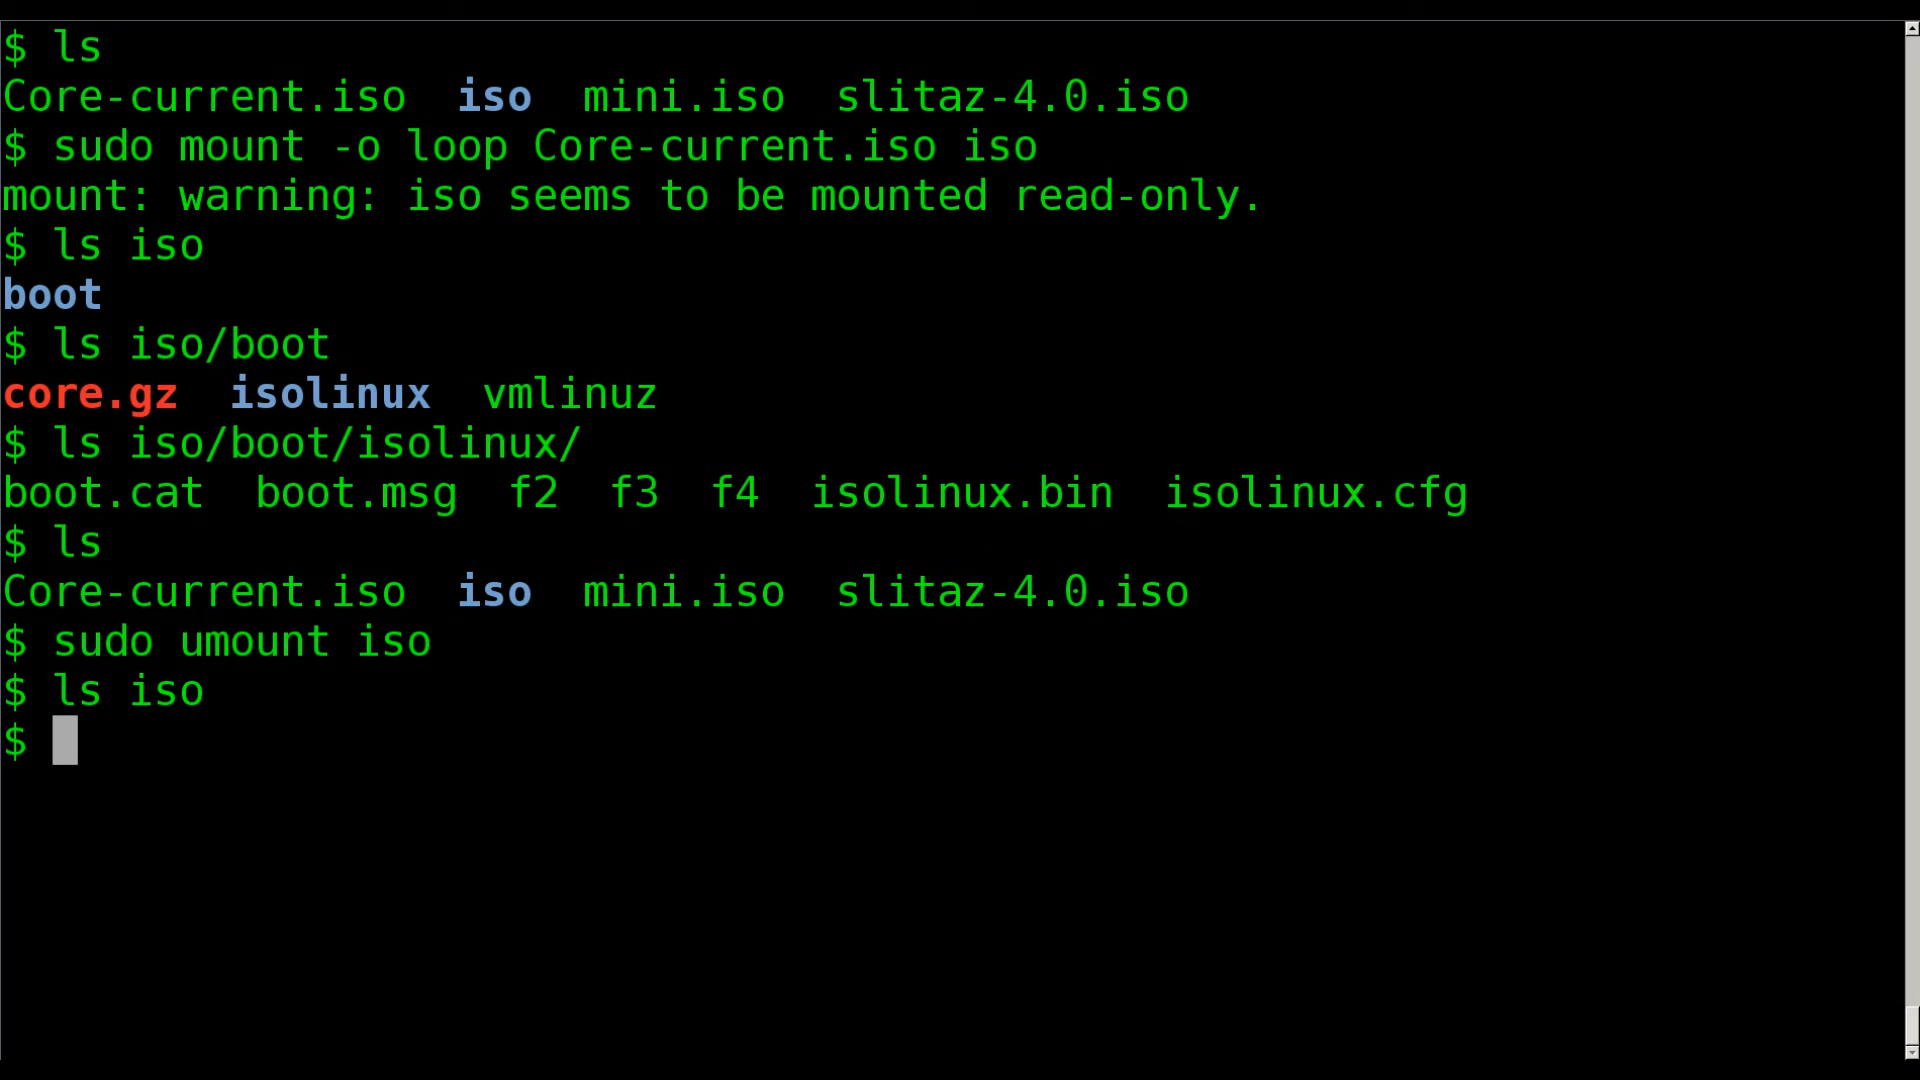 $ ls
Core-current.iso  iso  mini.iso  slitaz-4.0.iso
$ sudo mount -o loop Core-current.iso iso
mount: warning: iso seems to be mounted read-only.
$ ls iso
boot
$ ls iso/boot
core.gz  isolinux  vmlinuz
$ ls iso/boot/isolinux/
boot.cat  boot.msg  f2  f3  f4  isolinux.bin  isolinux.cfg
$ ls
Core-current.iso  iso  mini.iso  slitaz-4.0.iso
$ sudo umount iso
$ ls iso
$